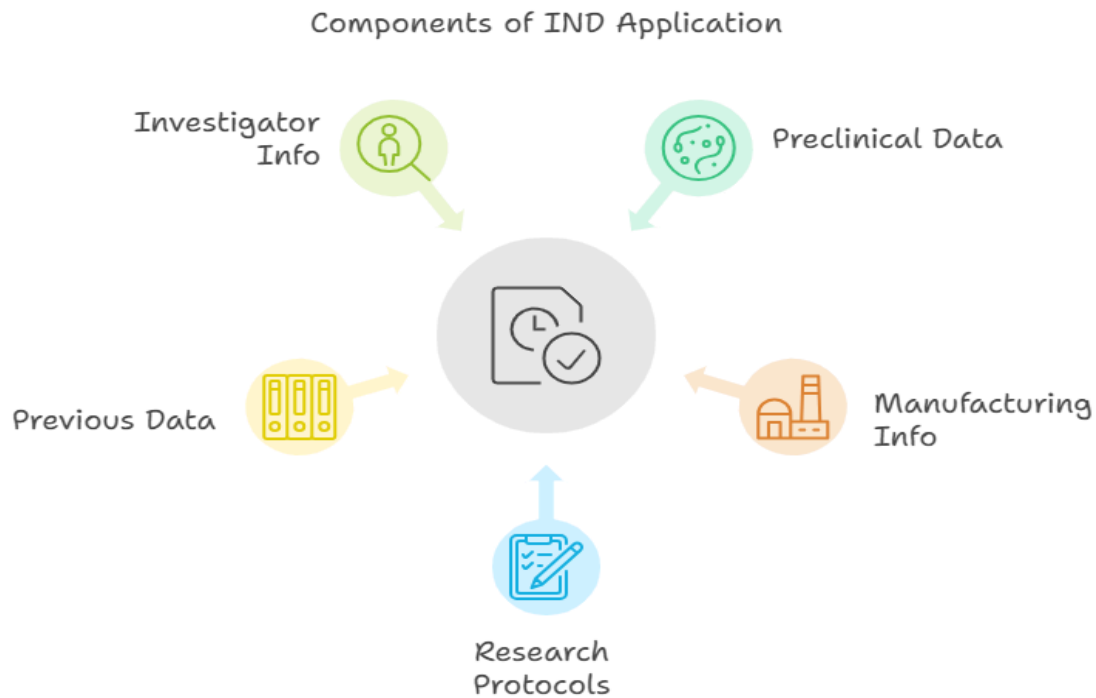 Components of IND Application
Investigator
Info
Preclinical Data
Previous Data
Manufacturing
Info
Research
Protocols